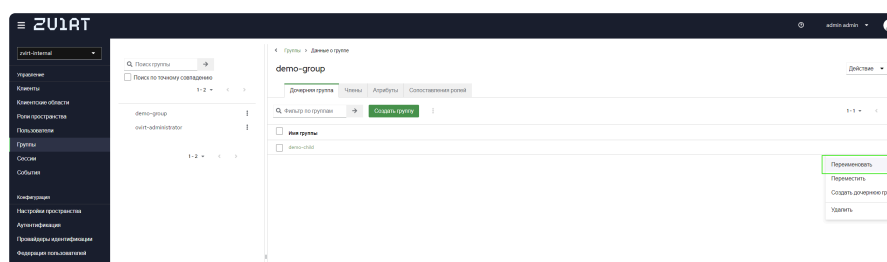 ZVIRT
admin admin
zvirt-internal
Управление
Клиенты
Клиентские области
Роли пространства
Пользователи
Группы
Сессии
События
Конфигурация
Настройки пространства
Аутентификация
Провайдеры идентификации
Федерация пользователей
Поиск группы
Поиск по точному совпадению
1-2
demo-group
ovirt-administrator
1-2
Группы > Данные о группе
demo-group
Действие
Дочерняя группа Члены Атрибуты Сопоставления ролей
Фильтр по группам Создать группу 1-1
Имя группы
demo-child
Переименовать
Переместить
Создать дочернюю гр
Удалить